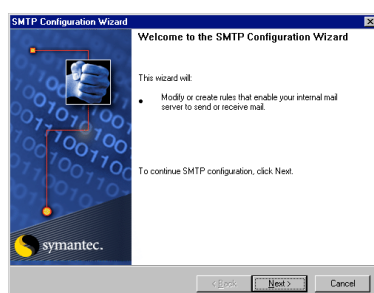 SMTP Configuration Wizard
Welcome to the SMTP Configuration Wizard
This wizard will:
• Modify or create rules that enable your internal mail
server to send or receive mail.
To continue SMTP configuration, click Next.
symantec.
< Back
Next >
Cancel